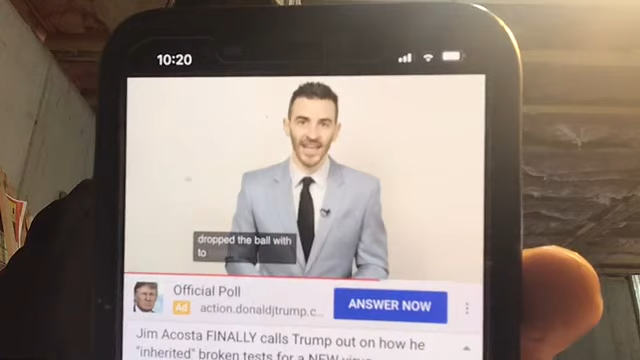 10:20
dropped the ball with
to
Official Poll
Ad action.donaldjtrump.c...
ANSWER NOW
Jim Acosta FINALLY calls Trump out on how he
"inherited" broken tests for a NEW virus